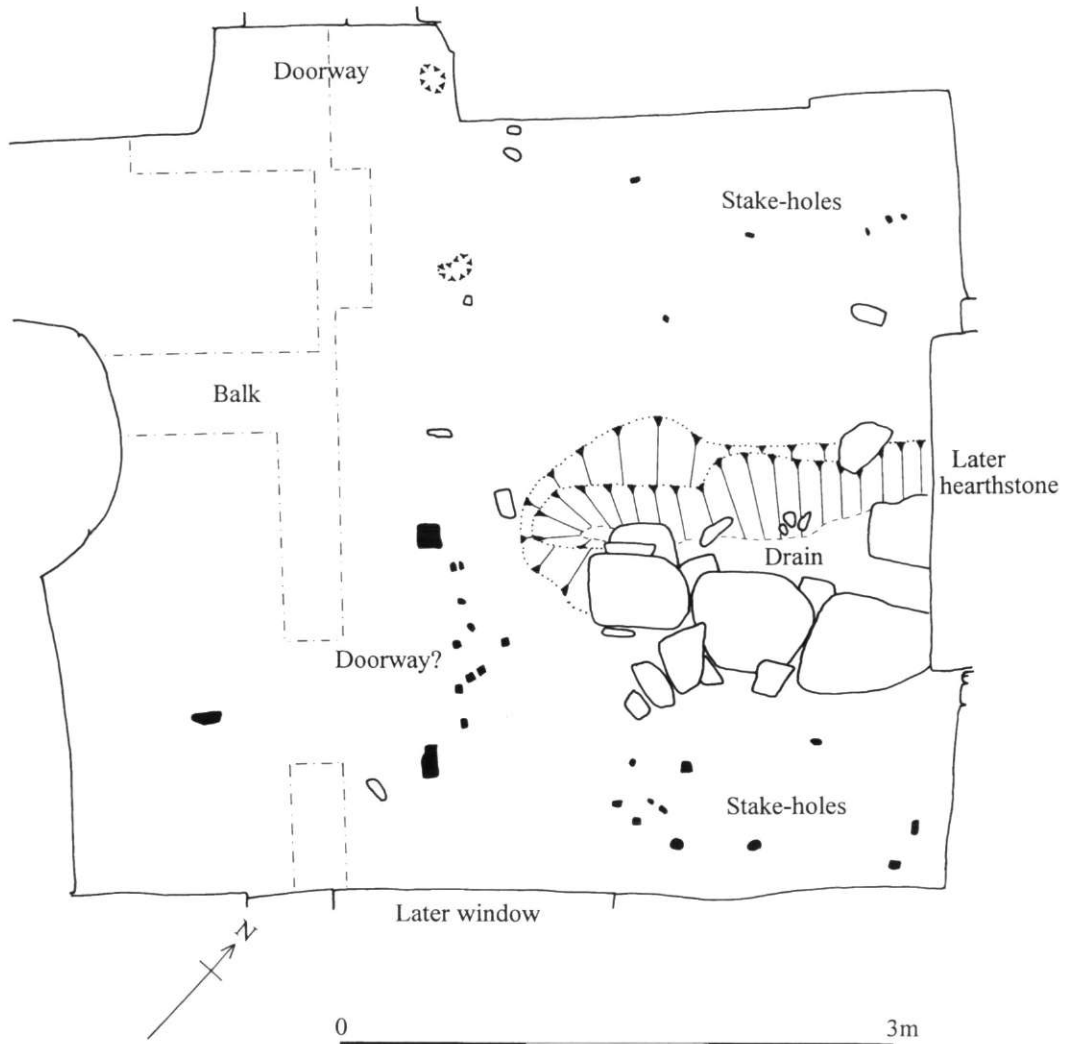 Doorway
Stake-holes
Balk
Later
hearthstone
Drain
Doorway?
Stake-holes
Later window
N
0 3m